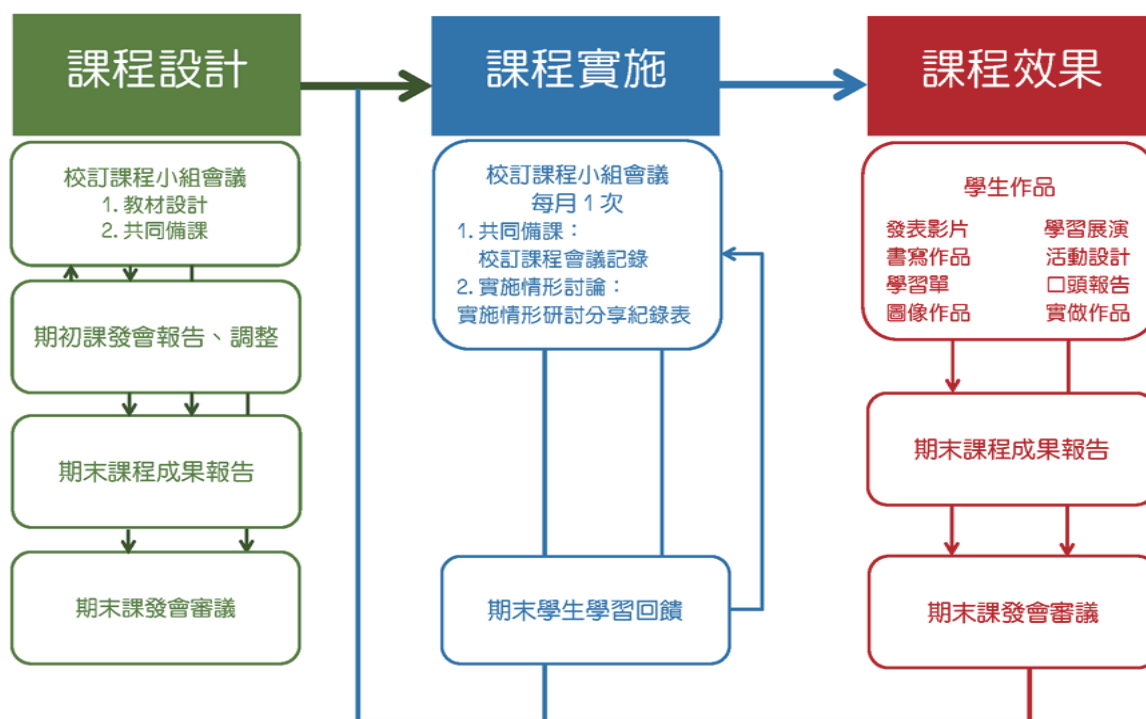 課程設計
校訂課程小組會議
1. 教材設計
2. 共同備課
期初課發會報告、調整
期末課程成果報告
期末課發會審議
課程實施
校訂課程小組會議
每月 1 次
1. 共同備課：
校訂課程會議記錄
2. 實施情形討論：
實施情形研討分享紀錄表
期末學生學習回饋
課程效果
學生作品
發表影片 學習展演
書寫作品 活動設計
學習單 口頭報告
圖像作品 實做作品
期末課程成果報告
期末課發會審議